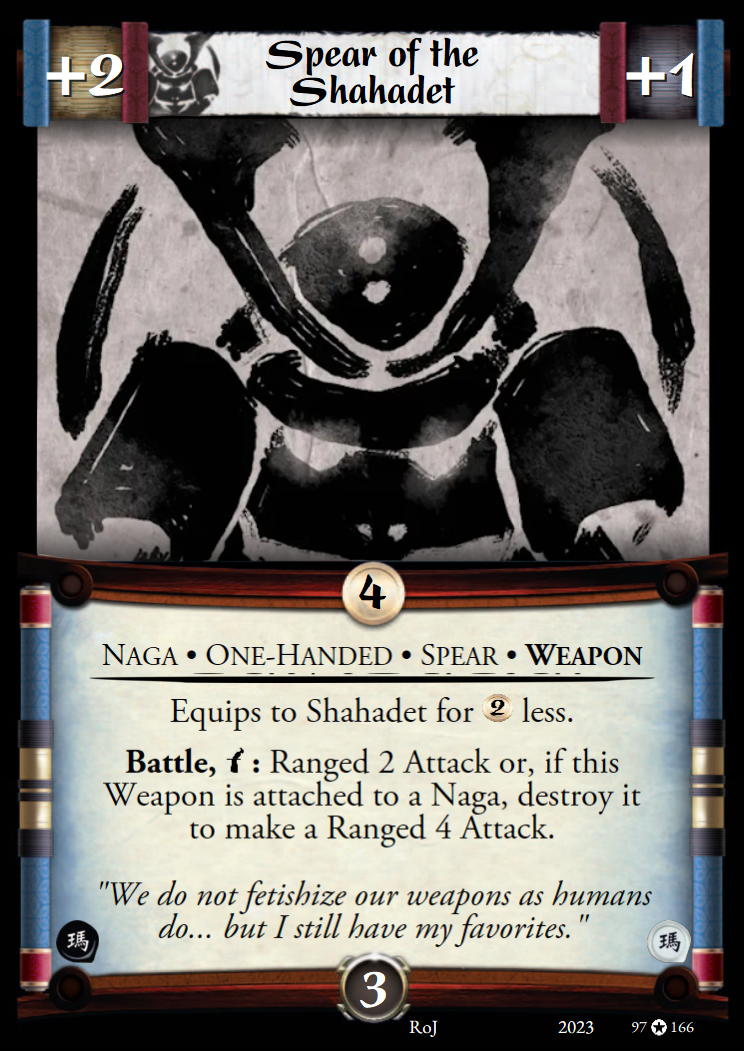 +2
Spear of the
Shahadet
+1
4
Naga • One-Handed • Spear • Weapon
Equips to Shahadet for 2 less.
Battle, : Ranged 2 Attack or, if this
Weapon is attached to a Naga, destroy it
to make a Ranged 4 Attack.
"We do not fetishize our weapons as humans
do... but I still have my favorites."
瑪
瑪
3
RoJ 2023 97 166